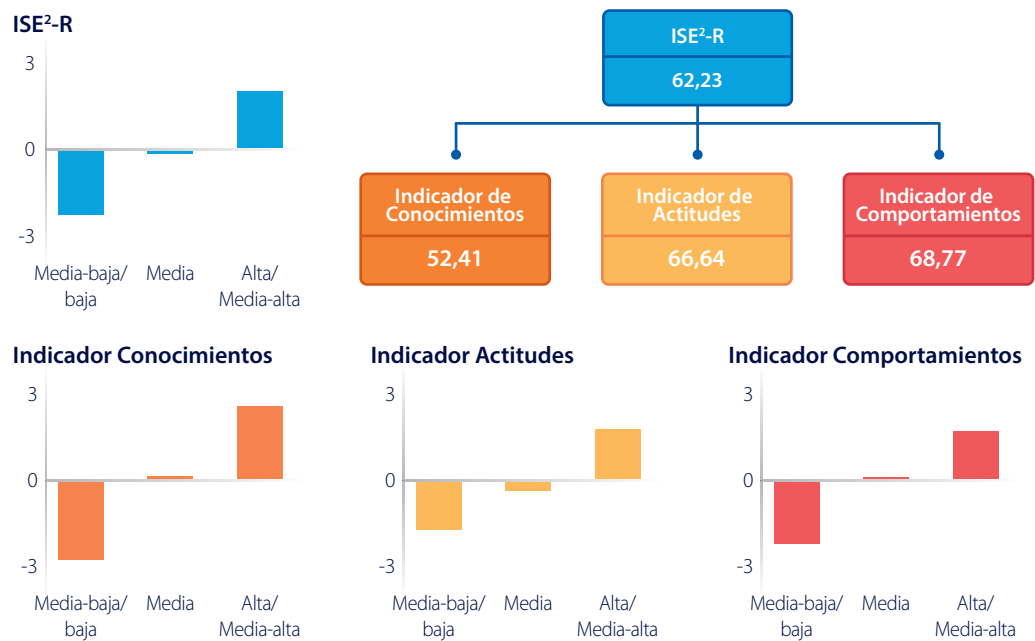 ISE²-R
3
0
-3
Media-baja/
baja
Media
Alta/
Media-alta
ISE²-R
62,23
Indicador de
Conocimientos
52,41
Indicador de
Actitudes
66,64
Indicador de
Comportamientos
68,77
Indicador Conocimientos
3
0
-3
Media-baja/
baja
Media
Alta/
Media-alta
Indicador Actitudes
3
0
-3
Media-baja/
baja
Media
Alta/
Media-alta
Indicador Comportamientos
3
0
-3
Media-baja/
baja
Media
Alta/
Media-alta